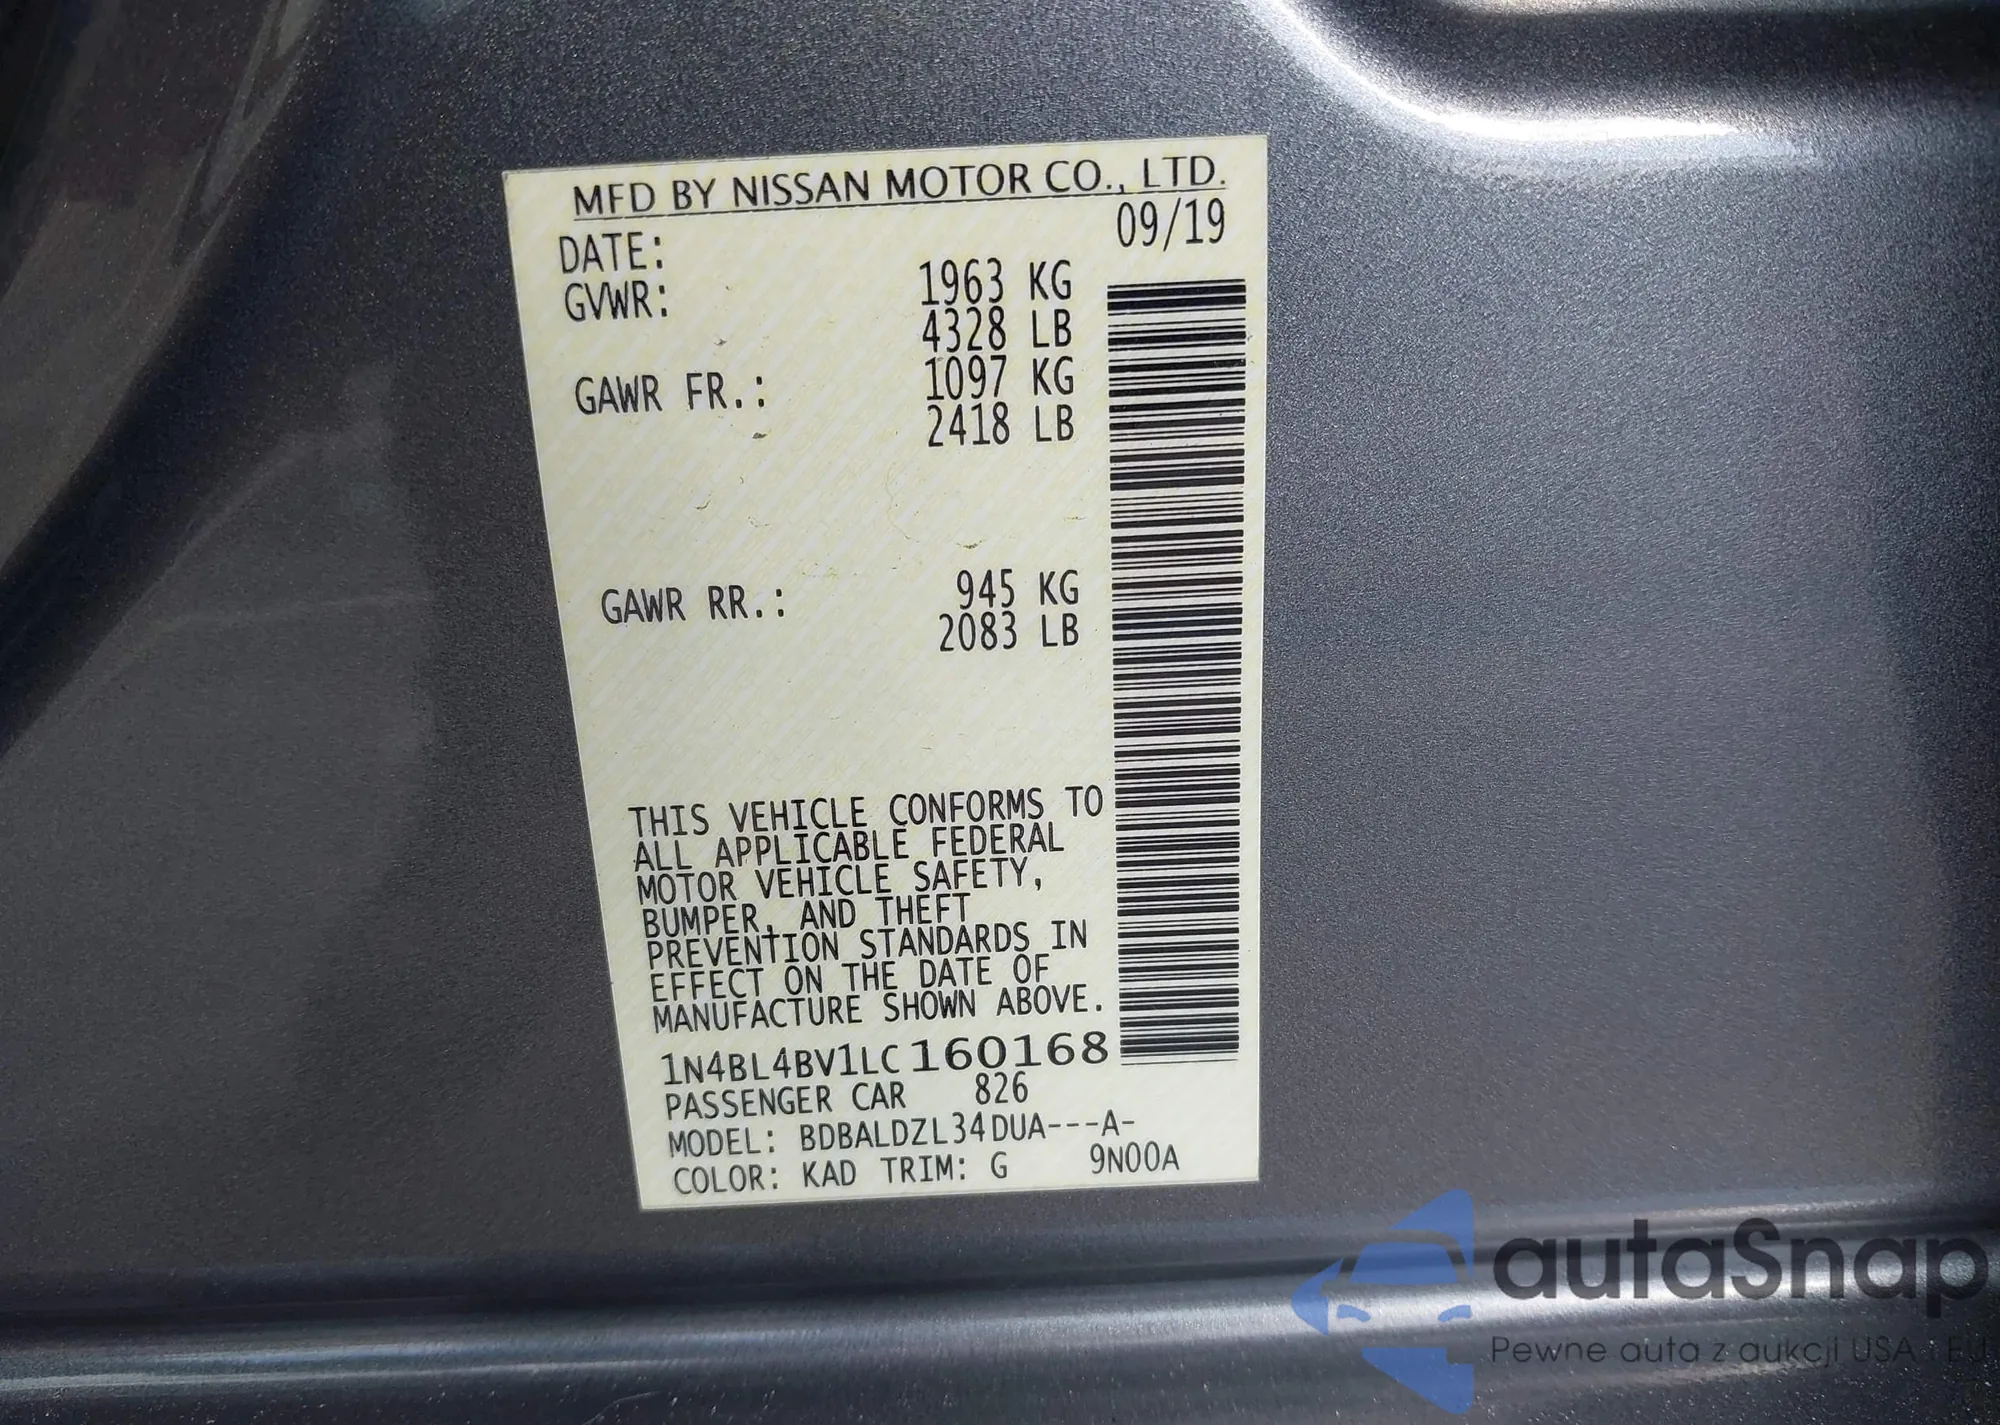 MFD BY NISSAN MOTOR CO., LTD.
DATE: 09/19
GVWR: 1963 KG
4328 LB
GAWR FR.: 1097 KG
2418 LB
GAWR RR.: 945 KG
2083 LB
THIS VEHICLE CONFORMS TO
ALL APPLICABLE FEDERAL
MOTOR VEHICLE SAFETY,
BUMPER, AND THEFT
PREVENTION STANDARDS IN
EFFECT ON THE DATE OF
MANUFACTURE SHOWN ABOVE.
1N4BL4BV1LC160168
PASSENGER CAR 826
MODEL: BDBALDZL34DUA---A-
COLOR: KAD TRIM: G 9N00A
autaSnap
Pewne auta z aukcji USA i EU